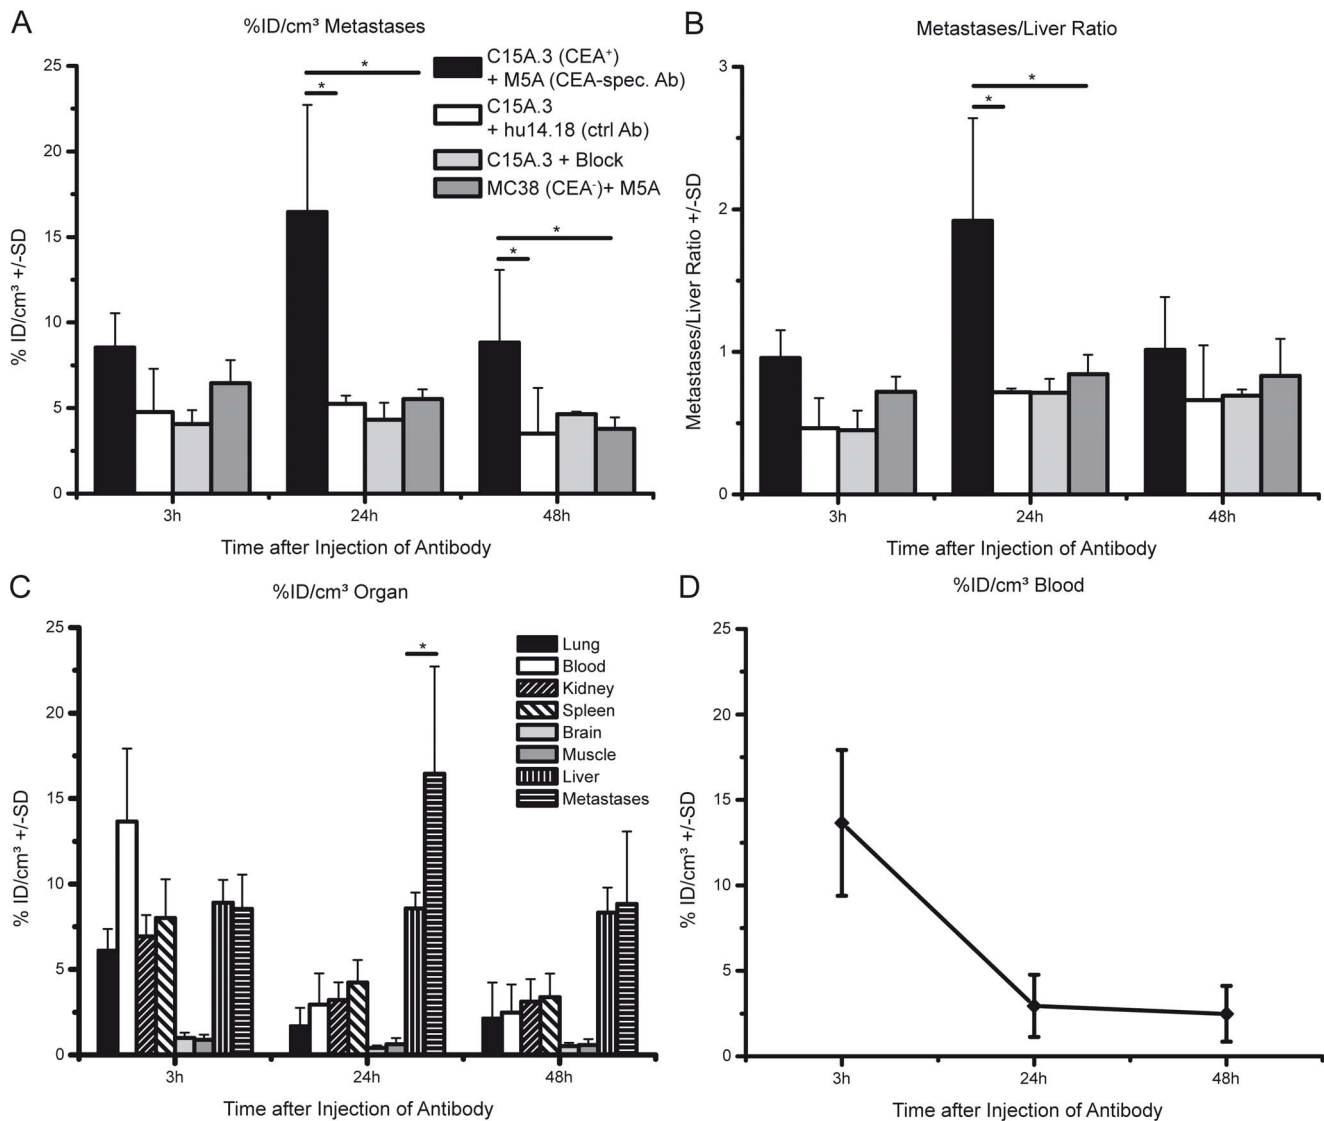 A
%ID/cm³ Metastases
% ID/cm³ +/-SD
25
20
15
10
5
0
*
*
*
*
C15A.3 (CEA⁺)
+ M5A (CEA-spec. Ab)
C15A.3
+ hu14.18 (ctrl Ab)
C15A.3 + Block
MC38 (CEA⁻)+ M5A
3h
24h
48h
Time after Injection of Antibody
B
Metastases/Liver Ratio
Metastases/Liver Ratio +/-SD
3
2
1
0
*
*
3h
24h
48h
Time after Injection of Antibody
C
%ID/cm³ Organ
% ID/cm³ +/-SD
25
20
15
10
5
0
*
Lung
Blood
Kidney
Spleen
Brain
Muscle
Liver
Metastases
3h
24h
48h
Time after Injection of Antibody
D
%ID/cm³ Blood
% ID/cm³ +/-SD
25
20
15
10
5
0
3h
24h
48h
Time after Injection of Antibody